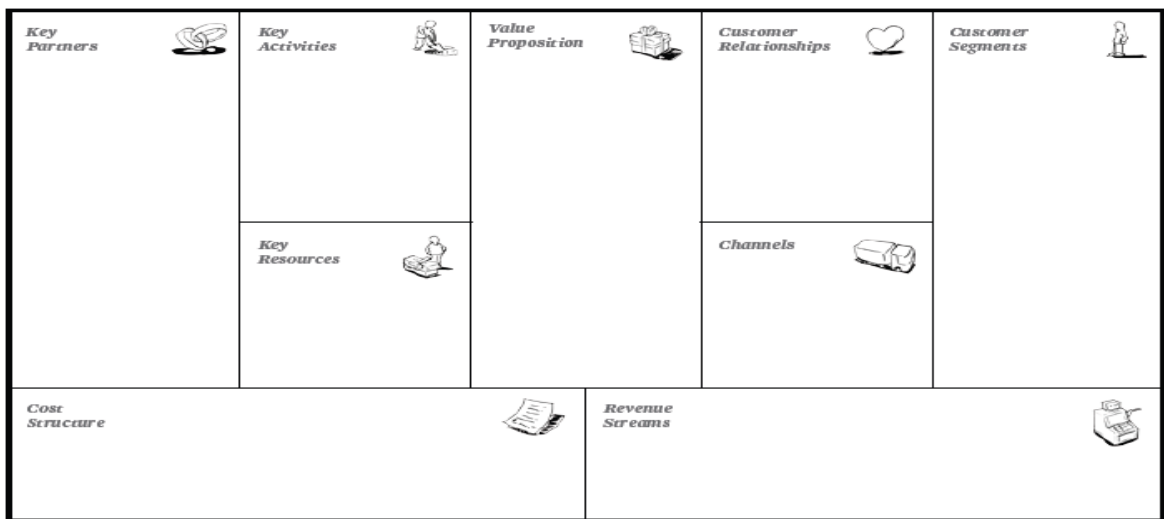 Key
Partners
Key
Activities
Value
Proposition
Customer
Relationships
Customer
Segments
Key
Resources
Channels
Cost
Structure
Revenue
Streams